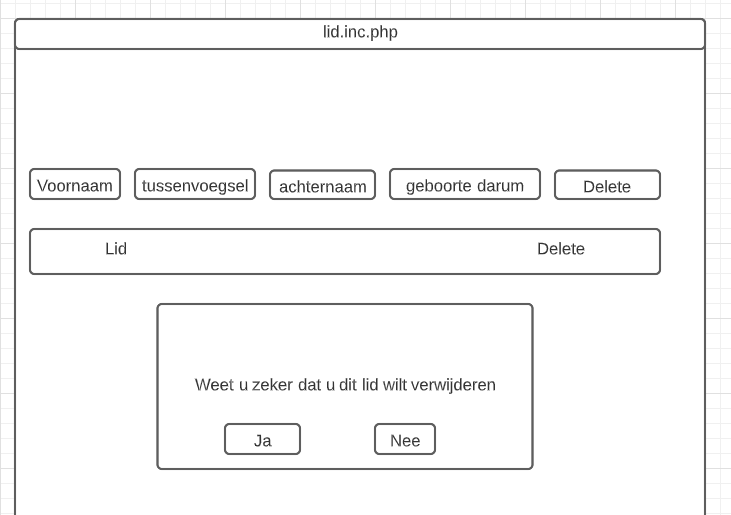 lid.inc.php
Voornaam tussenvoegsel achternaam geboorte darum Delete
Lid Delete
Weet u zeker dat u dit lid wilt verwijderen
Ja Nee